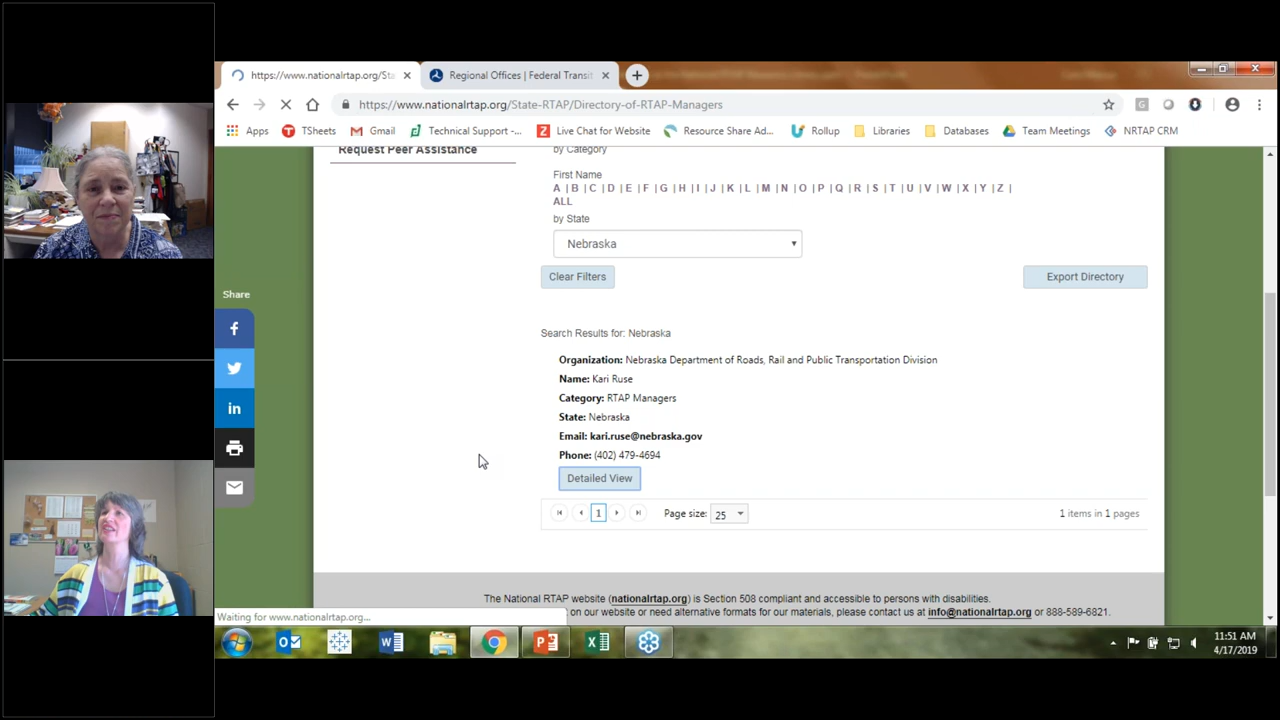 https://www.nationalrtap.org/Sta
Regional Offices | Federal Transit
https://www.nationalrtap.org/State-RTAP/Directory-of-RTAP-Managers
Apps
TSheets
Gmail
Technical Support -...
Live Chat for Website
Resource Share Ad...
Rollup
Libraries
Databases
Team Meetings
NRTAP CRM
Request Peer Assistance
by Category
First Name
A | B | C | D | E | F | G | H | I | J | K | L | M | N | O | P | Q | R | S | T | U | V | W | X | Y | Z |
ALL
by State
Nebraska
Clear Filters
Export Directory
Share
Search Results for: Nebraska
Organization: Nebraska Department of Roads, Rail and Public Transportation Division
Name: Kari Ruse
Category: RTAP Managers
State: Nebraska
Email: kari.ruse@nebraska.gov
Phone: (402) 479-4694
Detailed View
1
Page size: 25
1 items in 1 pages
The National RTAP website (nationalrtap.org) is Section 508 compliant and accessible to persons with disabilities.
on our website or need alternative formats for our materials, please contact us at info@nationalrtap.org or 888-589-6821.
Waiting for www.nationalrtap.org...
11:51 AM
4/17/2019